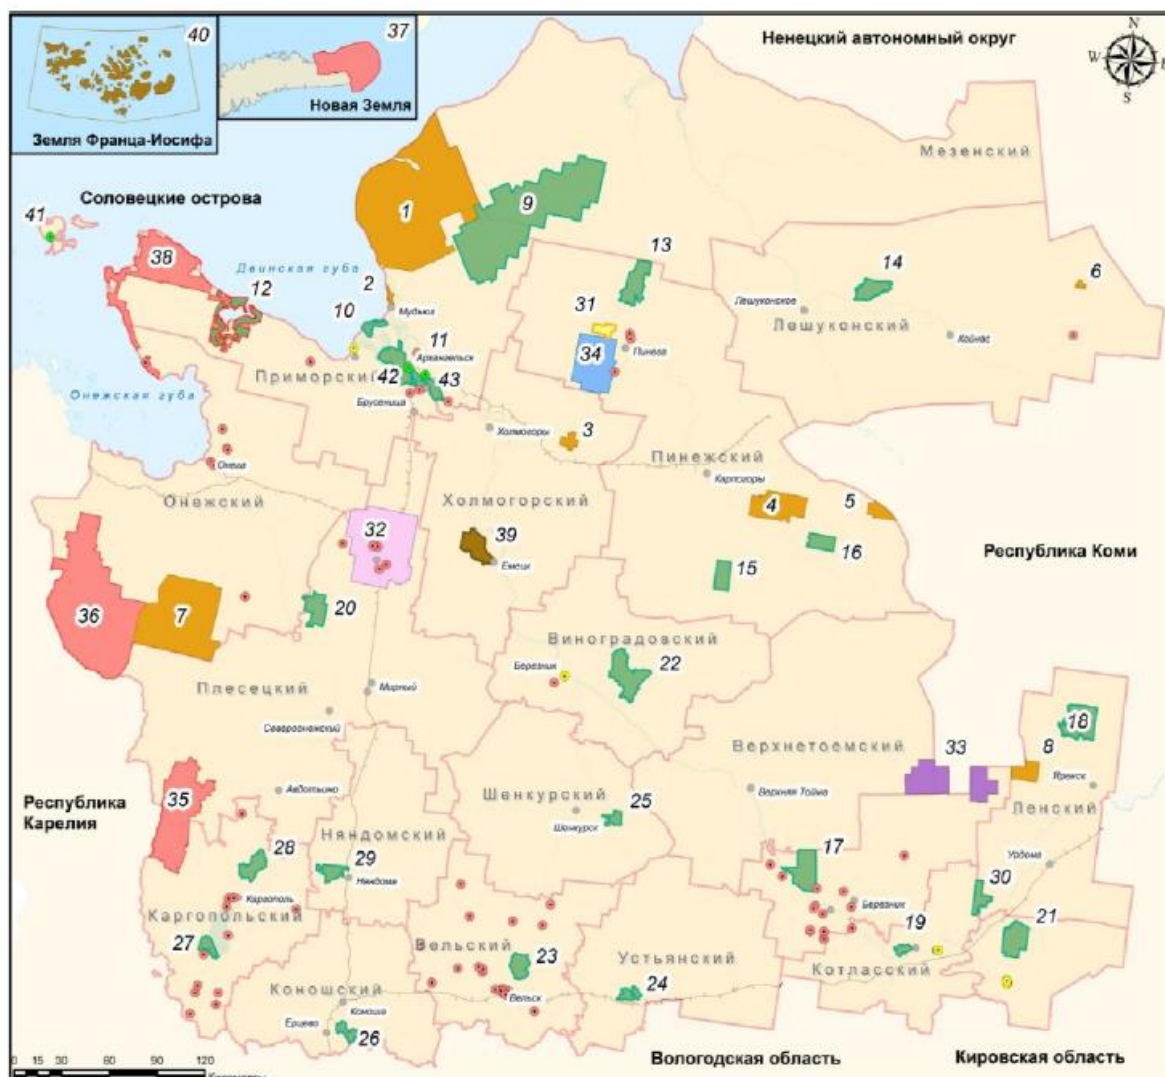 40
37
Земля Франца-Иосифа
Новая Земля
Ненецкий автономный округ
N
W
S
Мезенский
Соловецкие острова
41
38
Двинская губа
12
1
9
13
14
6
2
10
Мудьюг
31
Лешуконское
Лешуконский
Койнас
11
Архангельск
34
Пинега
Приморский
42
43
Онежская губа
Брусеница
Холмогоры
3
Пинежский
Карпогоры
Онега
Онежский
Холмогорский
4
5
32
39
Емецк
16
Республика Коми
15
36
7
20
Виноградовский
Березник
22
Плесецкий
Мирный
Североонежский
18
Верхнетоемский
33
8
Яренск
35
Авдотьино
Республика
Карелия
Шенкурский
25
Шенкурск
Верхняя Тойма
Ленский
Няндомский
28
29
Няндома
17
Урдома
30
Каргополь
Каргопольский
Березник
27
Вельский
23
19
21
Устьянский
Котласский
Коношский
24
Вельск
Коноша
Ерцево
26
Вологодская область
Кировская область
0 15 30 60 90 120
Километры